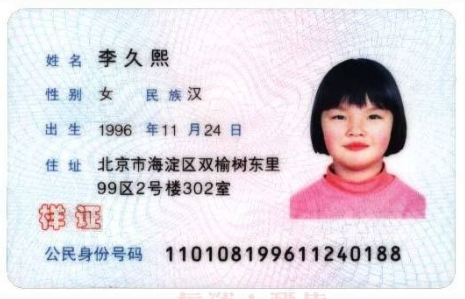 姓名 李久熙
性别 女 民族 汉
出生 1996 年 11 月 24 日
住址 北京市海淀区双榆树东里
99区2号楼302室
样证
公民身份号码 110108199611240188